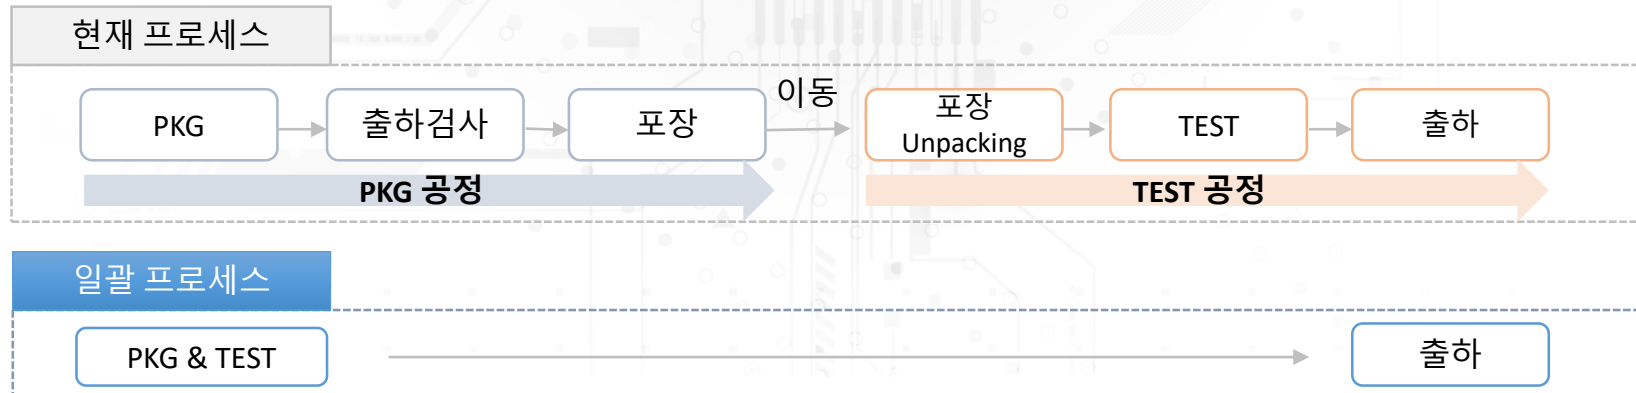 현재 프로세스
PKG
출하검사
포장
이동
포장
Unpacking
TEST
출하
PKG 공정
TEST 공정
일괄 프로세스
PKG & TEST
출하